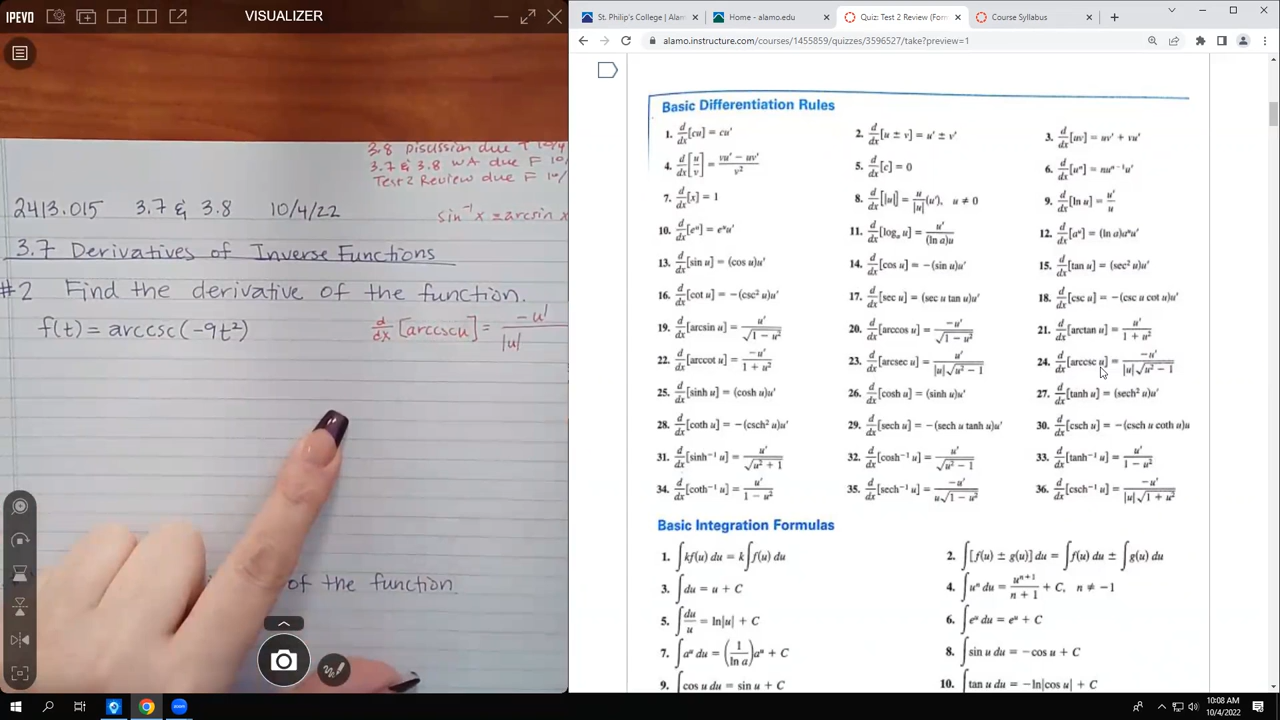 IPEVO VISUALIZER
St. Philip's College | Alam
Home - alamo.edu
Quiz: Test 2 Review (Form
Course Syllabus
alamo.instructure.com/courses/1455859/quizzes/3596527/take?preview=1
3.8 Discussion due T 10/4
3.7 & 3.8 WA due F 10/
Test 2 Review due F 10/
2413.015 3.7 & 3.8 10/4/22
sin⁻¹ x = arcsin x
3.7 Derivatives of Inverse Functions
#2 Find the derivative of the function.
f(t) = arccsc(-9t²)
d/dx [arccsc u] = -u' / |u|
of the function.
Basic Differentiation Rules
1. d/dx[cu] = cu'
2. d/dx[u ± v] = u' ± v'
3. d/dx[uv] = uv' + vu'
4. d/dx[u/v] = (vu' − uv')/v²
5. d/dx[c] = 0
6. d/dx[uⁿ] = nuⁿ⁻¹u'
7. d/dx[x] = 1
8. d/dx[|u|] = u/|u|(u'), u ≠ 0
9. d/dx[ln u] = u'/u
10. d/dx[eᵘ] = eᵘu'
11. d/dx[logₐ u] = u'/(ln a)u
12. d/dx[aᵘ] = (ln a)aᵘu'
13. d/dx[sin u] = (cos u)u'
14. d/dx[cos u] = −(sin u)u'
15. d/dx[tan u] = (sec² u)u'
16. d/dx[cot u] = −(csc² u)u'
17. d/dx[sec u] = (sec u tan u)u'
18. d/dx[csc u] = −(csc u cot u)u'
19. d/dx[arcsin u] = u'/√(1 − u²)
20. d/dx[arccos u] = −u'/√(1 − u²)
21. d/dx[arctan u] = u'/(1 + u²)
22. d/dx[arccot u] = −u'/(1 + u²)
23. d/dx[arcsec u] = u'/(|u|√(u² − 1))
24. d/dx[arccsc u] = −u'/(|u|√(u² − 1))
25. d/dx[sinh u] = (cosh u)u'
26. d/dx[cosh u] = (sinh u)u'
27. d/dx[tanh u] = (sech² u)u'
28. d/dx[coth u] = −(csch² u)u'
29. d/dx[sech u] = −(sech u tanh u)u'
30. d/dx[csch u] = −(csch u coth u)u
31. d/dx[sinh⁻¹ u] = u'/√(u² + 1)
32. d/dx[cosh⁻¹ u] = u'/√(u² − 1)
33. d/dx[tanh⁻¹ u] = u'/(1 − u²)
34. d/dx[coth⁻¹ u] = u'/(1 − u²)
35. d/dx[sech⁻¹ u] = −u'/(u√(1 − u²))
36. d/dx[csch⁻¹ u] = −u'/(|u|√(1 + u²))
Basic Integration Formulas
1. ∫kf(u) du = k∫f(u) du
2. ∫[f(u) ± g(u)] du = ∫f(u) du ± ∫g(u) du
3. ∫du = u + C
4. ∫uⁿ du = uⁿ⁺¹/(n + 1) + C, n ≠ −1
5. ∫du/u = ln|u| + C
6. ∫eᵘ du = eᵘ + C
7. ∫aᵘ du = (1/ln a)aᵘ + C
8. ∫sin u du = −cos u + C
9. ∫cos u du = sin u + C
10. ∫tan u du = −ln|cos u| + C
10:08 AM
10/4/2022